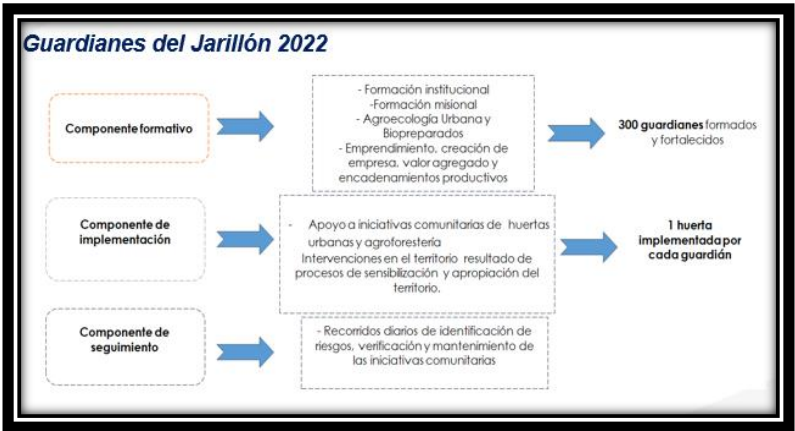 Guardianes del Jarillón 2022
Componente formativo
- Formación institucional
-Formación misional
- Agroecología Urbana y
Biopreparados
- Emprendimiento, creación de
empresa, valor agregado y
encadenamientos productivos
300 guardianes formados
y fortalecidos
Componente de
implementación
- Apoyo a iniciativas comunitarias de huertas
urbanas y agroforestería
Intervenciones en el territorio resultado de
procesos de sensibilización y apropiación del
territorio.
1 huerta
implementada por
cada guardián
Componente de
seguimiento
- Recorridos diarios de identificación de
riesgos, verificación y mantenimiento de
las iniciativas comunitarias